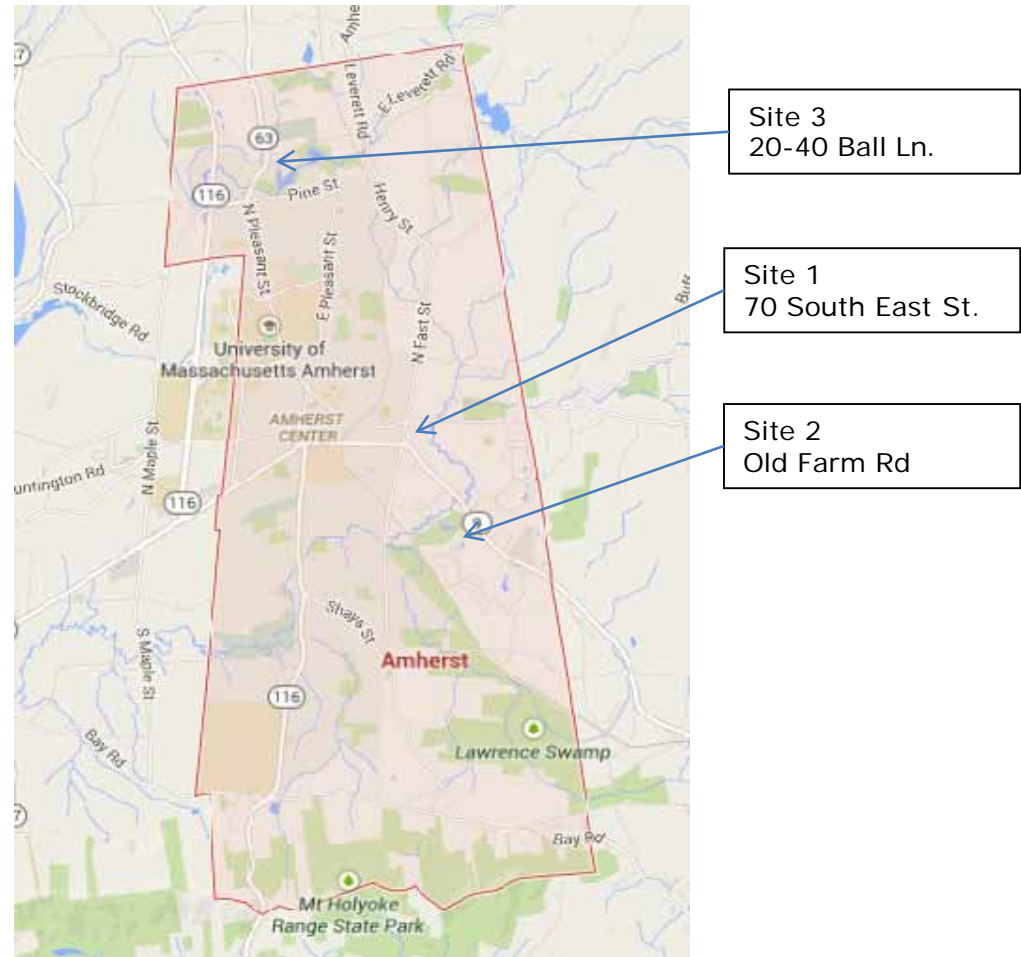 Amhe
Leverett Rd
E Leverett Rd
63
Site 3
20-40 Ball Ln.
116
Pine St
Henry St
N Pleasant St
E Pleasant St
Stockbridge Rd
Site 1
70 South East St.
University of
Massachusetts Amherst
N East St
AMHERST
CENTER
Site 2
Old Farm Rd
N Maple St
untington Rd
116
9
Shays St
Amherst
S Maple St
116
Bay Rd
Lawrence Swamp
Bay Rd
Mt Holyoke
Range State Park